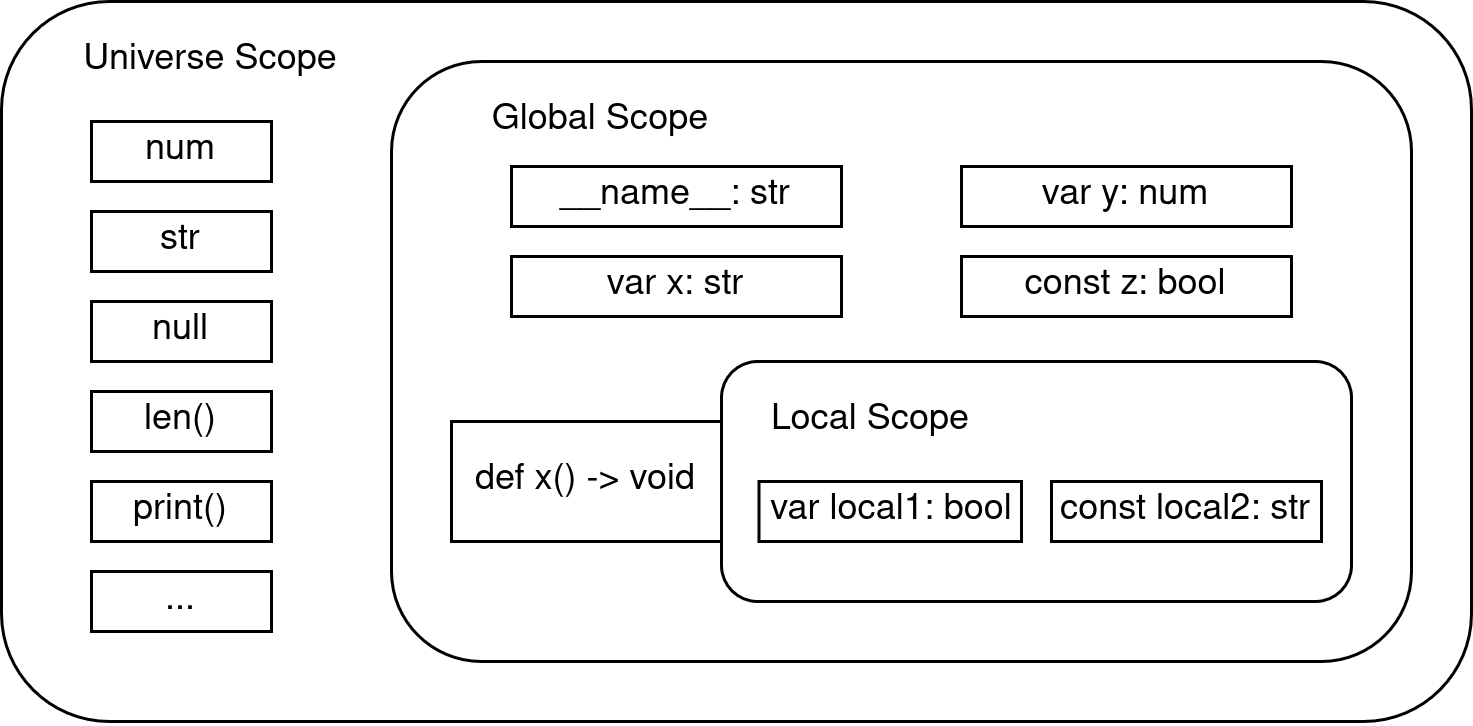 Universe Scope
num
str
null
len()
print()
...
Global Scope
__name__: str
var y: num
var x: str
const z: bool
def x() -> void
Local Scope
var local1: bool
const local2: str